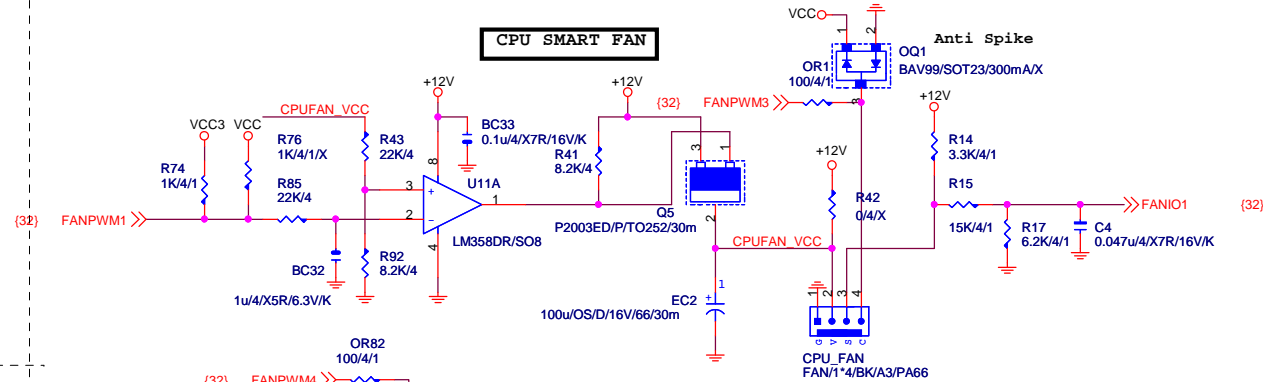 CPU SMART FAN
VCC
1
2
Anti Spike
OQ1
BAV99/SOT23/300mA/X
OR1
100/4/1
3
+12V
+12V
{32} FANPWM3
+12V
CPUFAN_VCC
VCC3
VCC
R76
1K/4/1/X
R43
22K/4
8
BC33
0.1u/4/X7R/16V/K
R41
8.2K/4
3
1
R14
3.3K/4/1
R74
1K/4/1
R85
22K/4
3
+
2
-
U11A
1
4
LM358DR/SO8
+12V
R42
0/4/X
Q5
P2003ED/P/TO252/30m
2
R15
15K/4/1
{32} FANPWM1
FANIO1 {32}
R17
6.2K/4/1
C4
0.047u/4/X7R/16V/K
CPUFAN_VCC
BC32
1u/4/X5R/6.3V/K
R92
8.2K/4
EC2
100u/OS/D/16V/66/30m
+
1
1
2
3
4
G
V
S
C
CPU_FAN
FAN/1*4/BK/A3/PA66
OR82
100/4/1
{32} FANPWM4